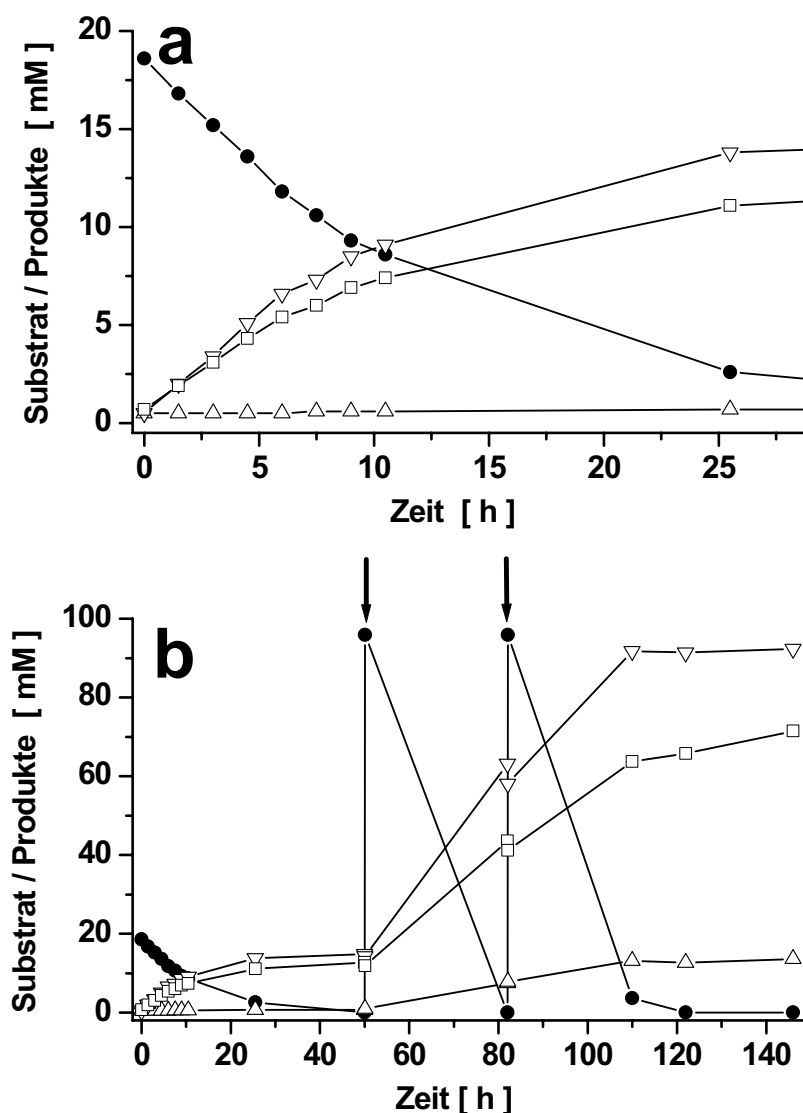 a
Substrat / Produkte [ mM ]
20
15
10
5
0
0 5 10 15 20 25
Zeit [ h ]
b
Substrat / Produkte [ mM ]
100
80
60
40
20
0
0 20 40 60 80 100 120 140
Zeit [ h ]